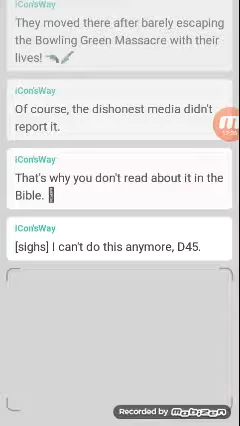 iCon'sWay
They moved there after barely escaping
the Bowling Green Massacre with their
lives!
iCon'sWay
Of course, the dishonest media didn't
report it.
iCon'sWay
That's why you don't read about it in the
Bible.
iCon'sWay
[sighs] I can't do this anymore, D45.
Recorded by mobizen